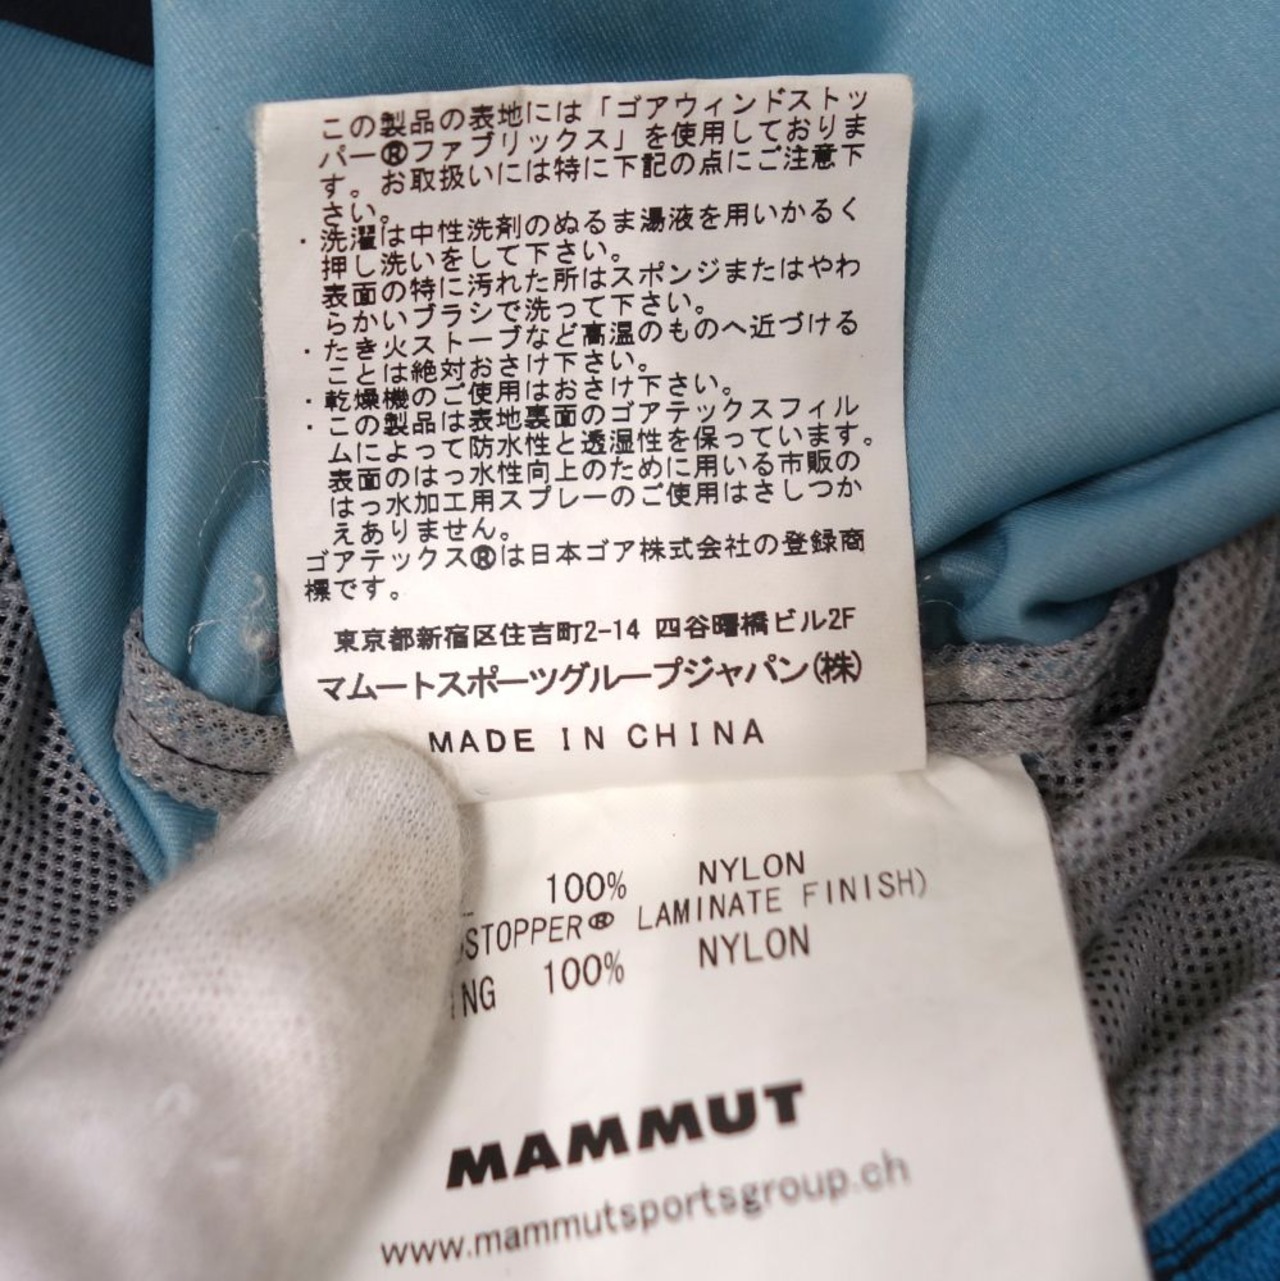 この製品の表地には「ゴアウィンドストッ
パー®ファブリックス」を使用しておりま
す。お取扱いには特に下記の点にご注意下
さい。
・洗濯は中性洗剤のぬるま湯液を用いかるく
押し洗いをして下さい。
表面の特に汚れた所はスポンジまたはやわ
らかいブラシで洗って下さい。
・たき火ストーブなど高温のものへ近づける
ことは絶対おさけ下さい。
・乾燥機のご使用はおさけ下さい。
・この製品は表地裏面のゴアテックスフィル
ムによって防水性と透湿性を保っています。
表面のはっ水性向上のために用いる市販の
はっ水加工用スプレーのご使用はさしつか
えありません。
ゴアテックス®は日本ゴア株式会社の登録商
標です。
東京都新宿区住吉町2-14 四谷曙橋ビル2F
マムートスポーツグループジャパン(株)
MADE IN CHINA
100% NYLON
STOPPER® LAMINATE FINISH)
ING 100% NYLON
MAMMUT
www.mammutsportsgroup.ch